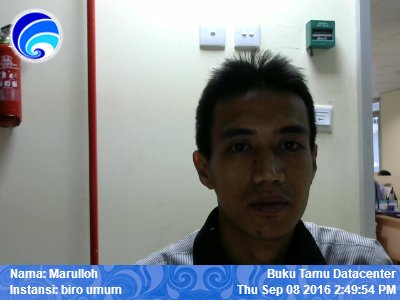 Nama: Marulloh
Buku Tamu Datacenter
Instansi: biro umum
Thu Sep 08 2016 2:49:54 PM